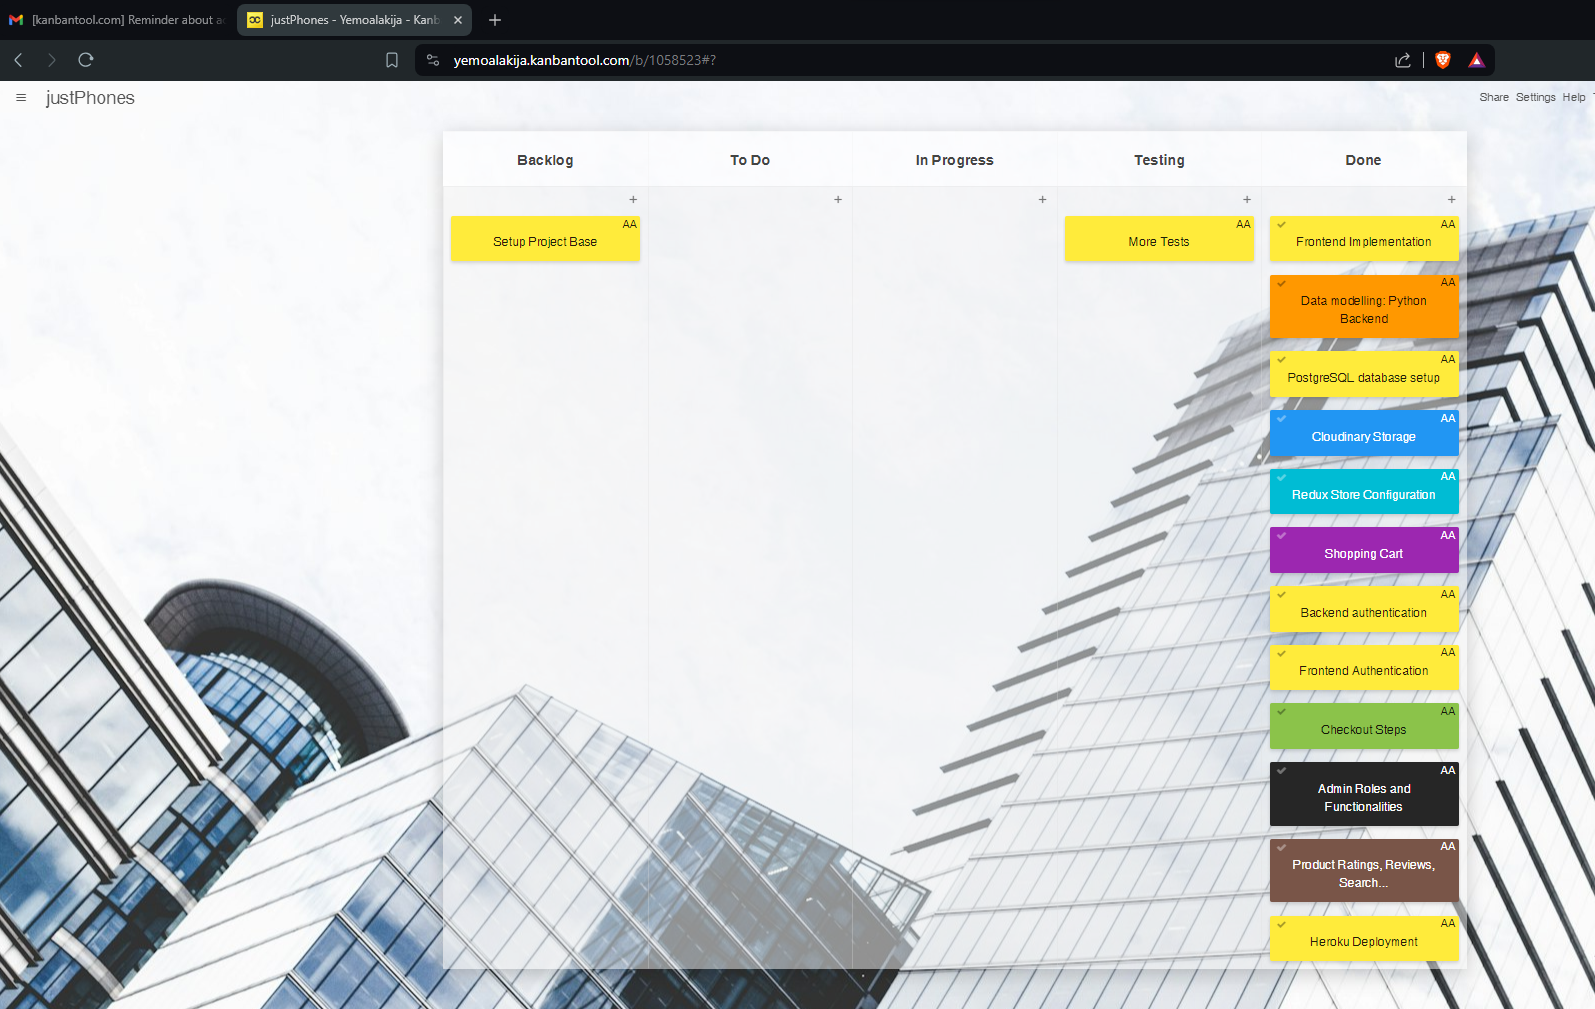 [kanbantool.com] Reminder about a
justPhones - Yemoalakija - Kanb
yemoalakija.kanbantool.com/b/1058523#?
justPhones
Share Settings Help
Backlog
To Do
In Progress
Testing
Done
AA
Setup Project Base
AA
More Tests
AA
Frontend Implementation
AA
Data modelling: Python
Backend
AA
PostgreSQL database setup
AA
Cloudinary Storage
AA
Redux Store Configuration
AA
Shopping Cart
AA
Backend authentication
AA
Frontend Authentication
AA
Checkout Steps
AA
Admin Roles and
Functionalities
AA
Product Ratings, Reviews,
Search...
AA
Heroku Deployment